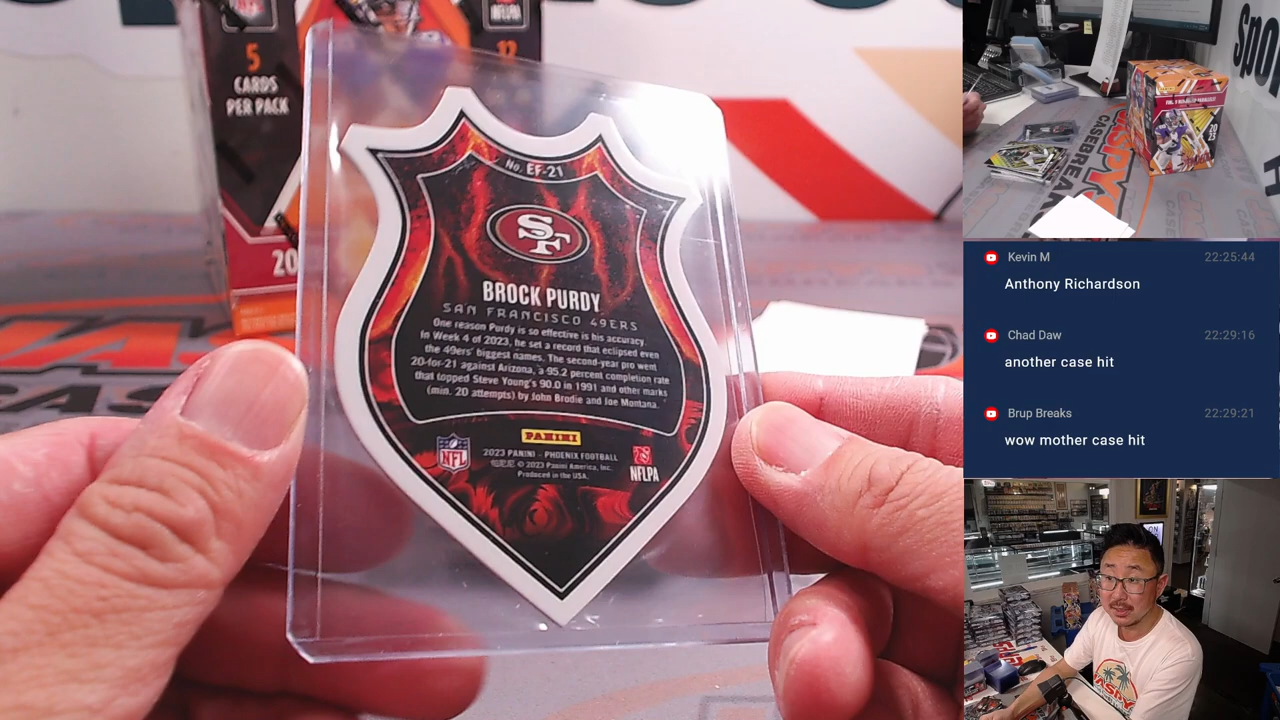 5
CARDS
PER PACK
20
NFLPA
12
No. EF-21
SF
BROCK PURDY
SAN FRANCISCO 49ERS
One reason Purdy is so effective is his accuracy.
In Week 4 of 2023, he set a record that eclipsed even
the 49ers' biggest names. The second-year pro went
20-for-21 against Arizona, a 95.2 percent completion rate
that topped Steve Young's 90.0 in 1991 and other marks
(min. 20 attempts) by John Brodie and Joe Montana.
PANINI
NFL
2023 PANINI - PHOENIX FOOTBALL
© 2023 Panini America, Inc.
Produced in the USA.
NFLPA
Kevin M
22:25:44
Anthony Richardson
Chad Daw
22:29:16
another case hit
Brup Breaks
22:29:21
wow mother case hit